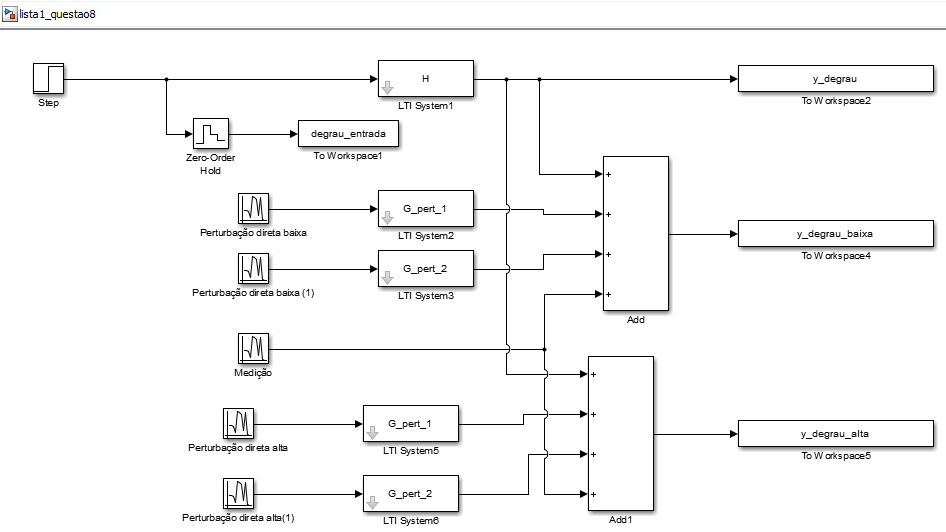 lista1_questao8
Step
H
LTI System1
y_degrau
To Workspace2
Zero-Order
Hold
degrau_entrada
To Workspace1
Perturbação direta baixa
G_pert_1
LTI System2
+
+
+
+
Add
y_degrau_baixa
To Workspace4
Perturbação direta baixa (1)
G_pert_2
LTI System3
Medição
Perturbação direta alta
G_pert_1
LTI System5
+
+
+
+
Add1
y_degrau_alta
To Workspace5
Perturbação direta alta(1)
G_pert_2
LTI System6